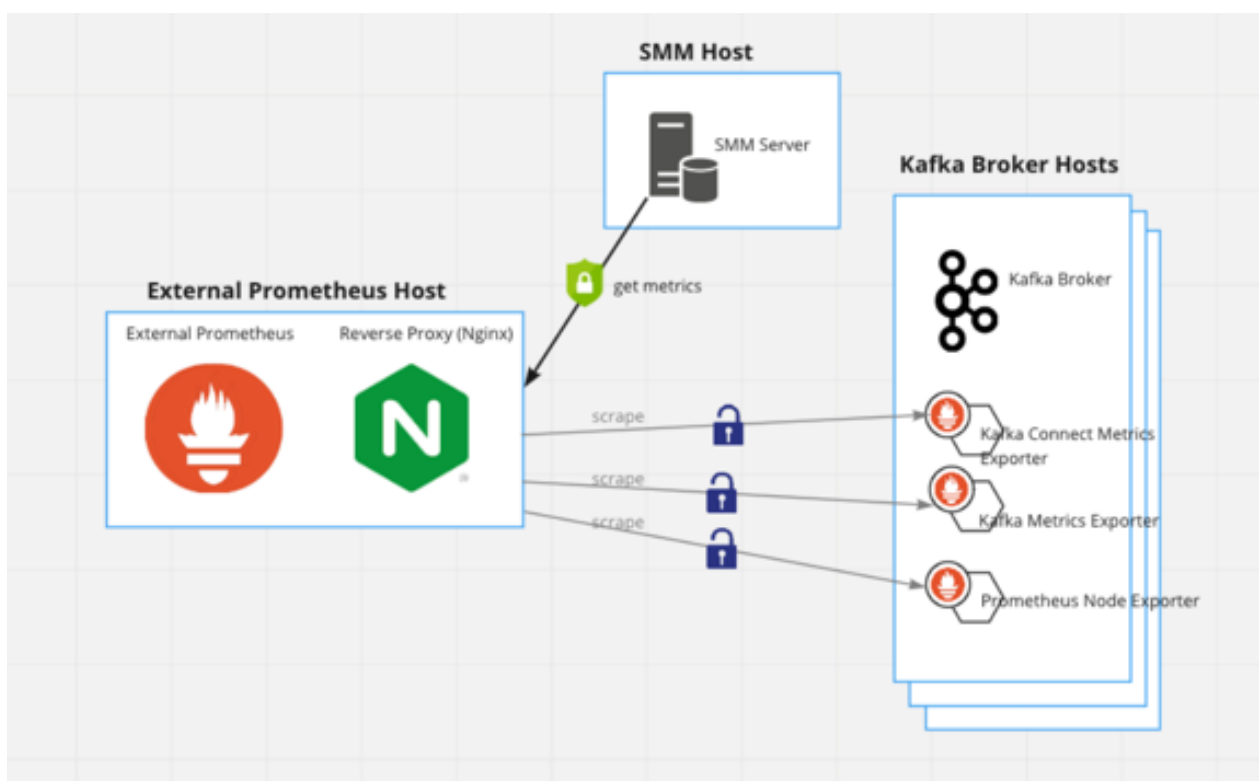 SMM Host
SMM Server
Kafka Broker Hosts
Kafka Broker
get metrics
External Prometheus Host
External Prometheus
Reverse Proxy (Nginx)
scrape
Kafka Connect Metrics
Exporter
scrape
Kafka Metrics Exporter
scrape
Prometheus Node Exporter